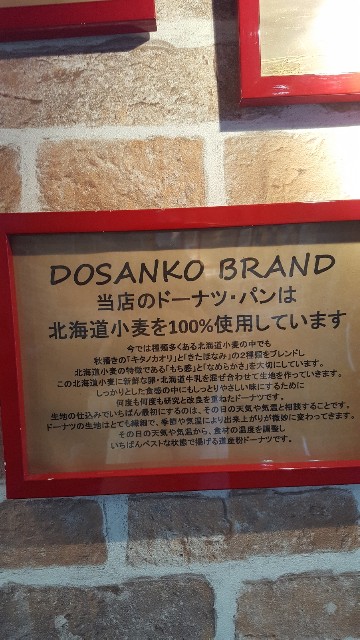 DOSANKO BRAND
当店のドーナツ・パンは
北海道小麦を100%使用しています
今では種類多くある北海道小麦の中でも
秋播きの「キタノカオリ」と「きたほなみ」の2種類をブレンドし
北海道小麦の特徴である「もち感」と「なめらかさ」を大切にしています。
この北海道小麦に新鮮な卵・北海道牛乳を混ぜ合わせて生地を作っていきます。
しっかりとした食感の中にもしっとりやさしい味にするために
何度も何度も研究と改良を重ねたドーナツです。
生地の仕込みでいちばん最初にするのは、その日の天気や気温と相談することです。
ドーナツの生地はとても繊細で、季節や気温により出来上がりが微妙に変わってきます。
その日の天気や気温から、食材の温度を調整し
いちばんベストな状態で揚げる道産粉ドーナツです。